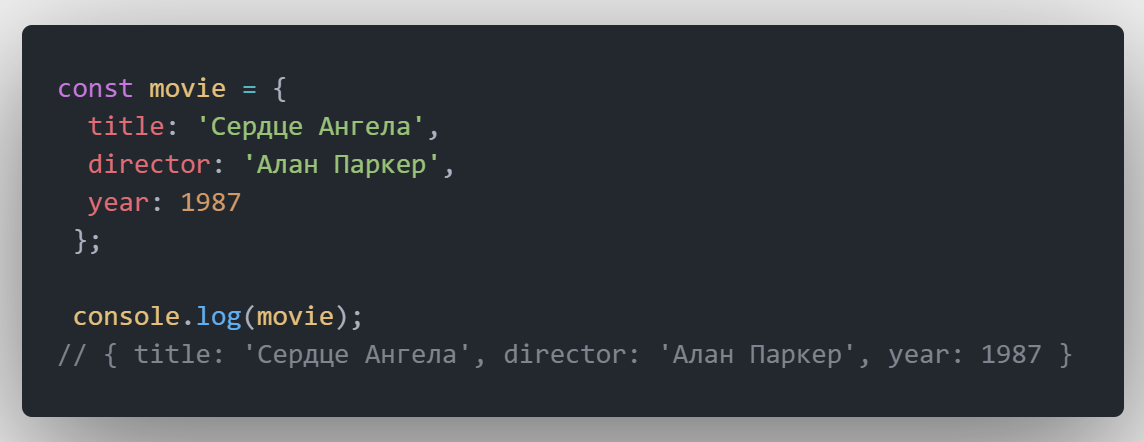 const movie = {
  title: 'Сердце Ангела',
  director: 'Алан Паркер',
  year: 1987
 };
 console.log(movie);
// { title: 'Сердце Ангела', director: 'Алан Паркер', year: 1987 }